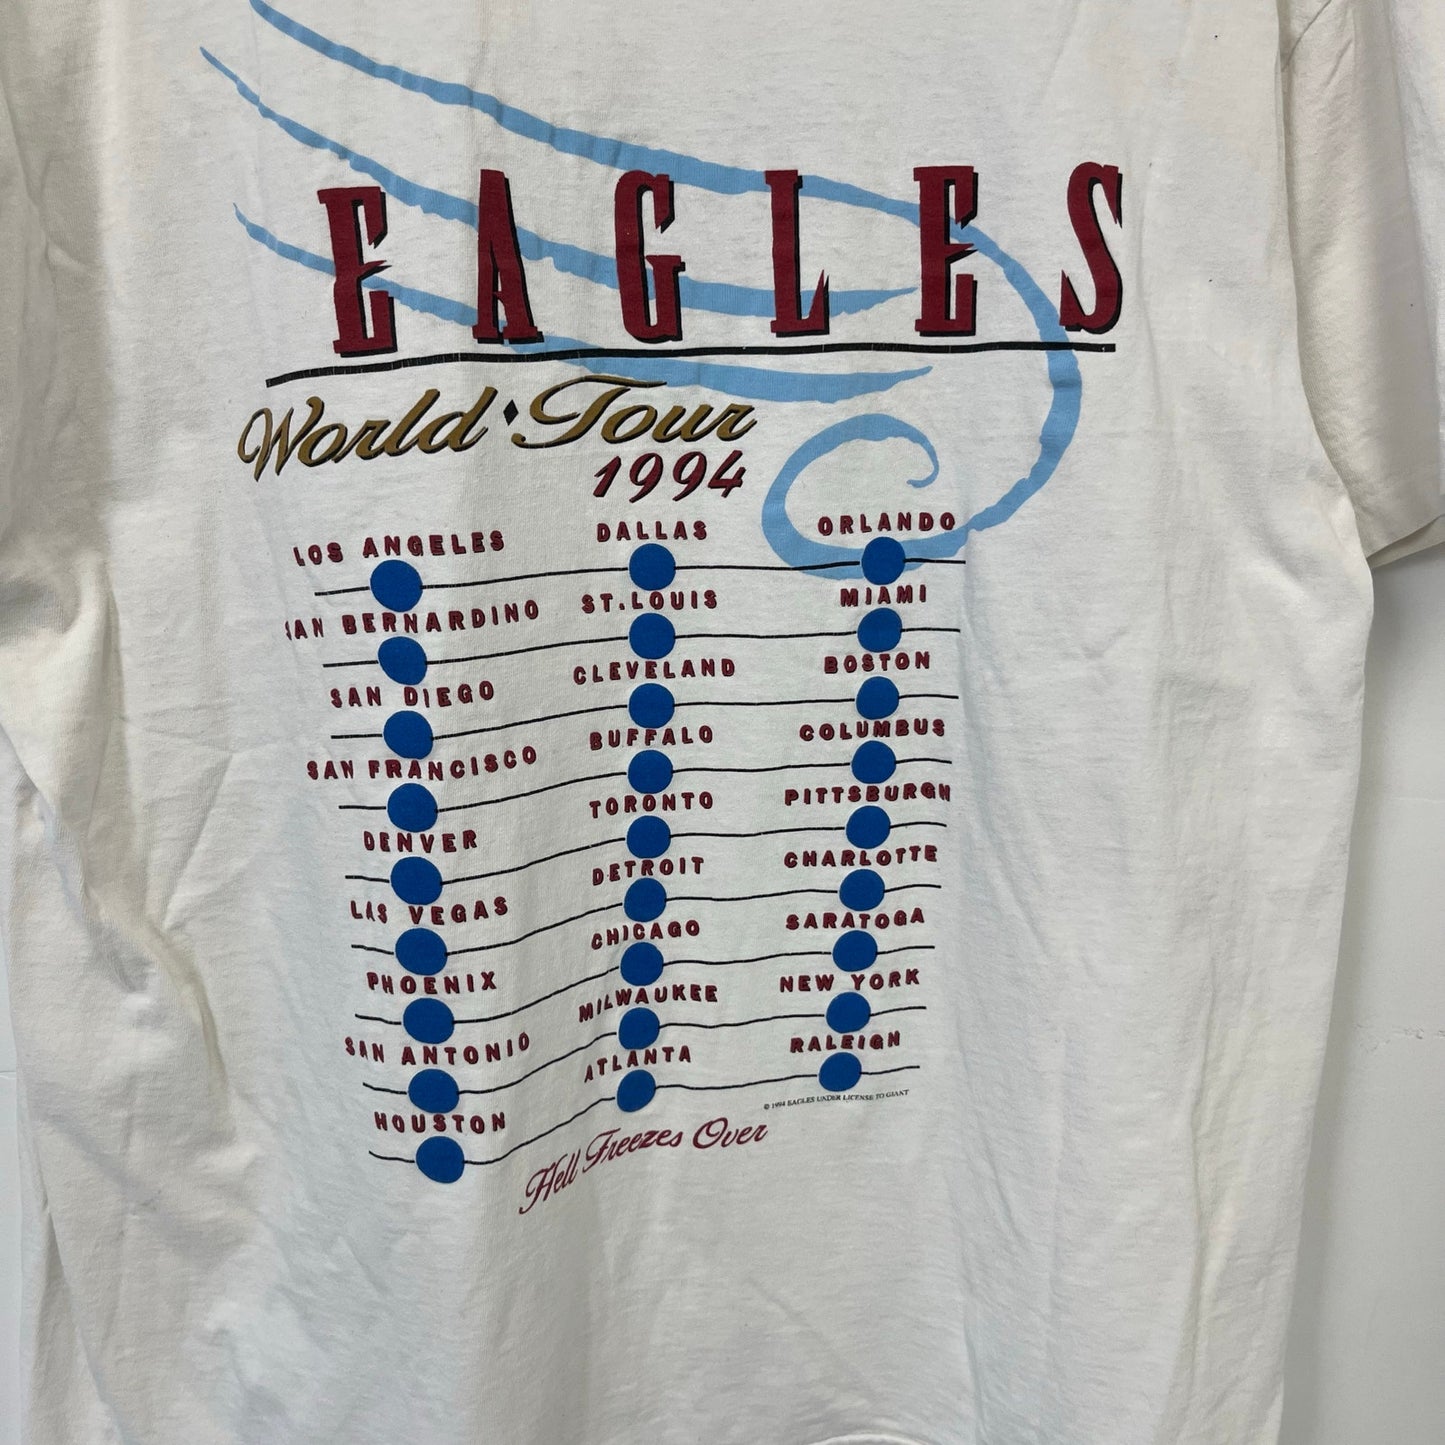 EAGLES
World • Tour
1994
LOS ANGELES
SAN BERNARDINO
SAN DIEGO
SAN FRANCISCO
DENVER
LAS VEGAS
PHOENIX
SAN ANTONIO
HOUSTON
DALLAS
ST.LOUIS
CLEVELAND
BUFFALO
TORONTO
DETROIT
CHICAGO
MILWAUKEE
ATLANTA
ORLANDO
MIAMI
BOSTON
COLUMBUS
PITTSBURGH
CHARLOTTE
SARATOGA
NEW YORK
RALEIGH
© 1994 EAGLES UNDER LICENSE TO GIANT
Hell Freezes Over